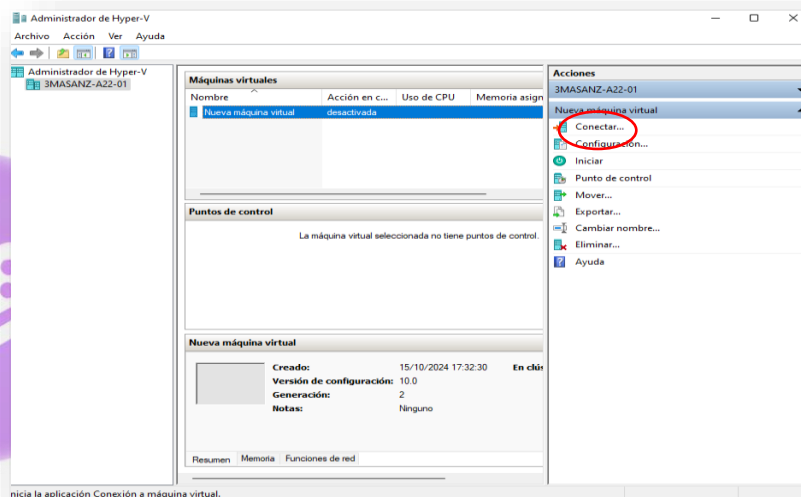 Administrador de Hyper-V
Archivo Acción Ver Ayuda
Administrador de Hyper-V
3MASANZ-A22-01
Máquinas virtuales
Nombre Acción en c... Uso de CPU Memoria asign
Nueva máquina virtual desactivada
Puntos de control
La máquina virtual seleccionada no tiene puntos de control.
Nueva máquina virtual
Creado: 15/10/2024 17:32:30 En clús
Versión de configuración: 10.0
Generación: 2
Notas: Ninguno
Resumen Memoria Funciones de red
Acciones
3MASANZ-A22-01
Nueva máquina virtual
Conectar...
Configuración...
Iniciar
Punto de control
Mover...
Exportar...
Cambiar nombre...
Eliminar...
Ayuda
nicia la aplicación Conexión a máquina virtual.